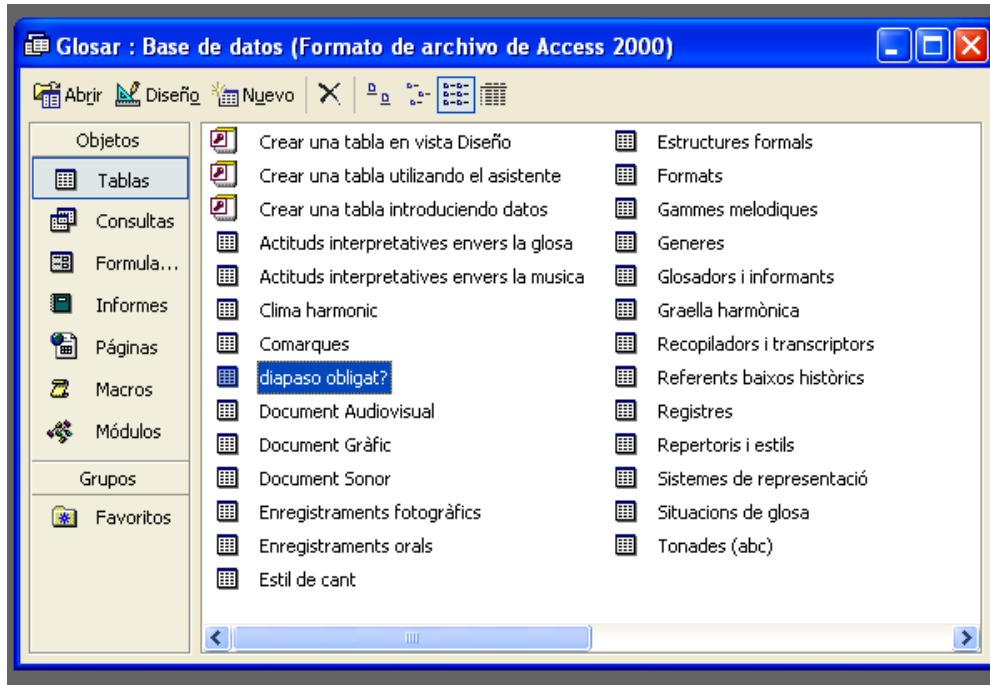 Glosar : Base de datos (Formato de archivo de Access 2000)
Abrir Diseño Nuevo
Objetos
Tablas
Consultas
Formula...
Informes
Páginas
Macros
Módulos
Grupos
Favoritos
Crear una tabla en vista Diseño
Crear una tabla utilizando el asistente
Crear una tabla introduciendo datos
Actituds interpretatives envers la glosa
Actituds interpretatives envers la musica
Clima harmonic
Comarques
diapaso obligat?
Document Audiovisual
Document Gràfic
Document Sonor
Enregistraments fotogràfics
Enregistraments orals
Estil de cant
Estructures formals
Formats
Gammes melodiques
Generes
Glosadors i informants
Graella harmònica
Recopiladors i transcriptors
Referents baixos històrics
Registres
Repertoris i estils
Sistemes de representació
Situacions de glosa
Tonades (abc)